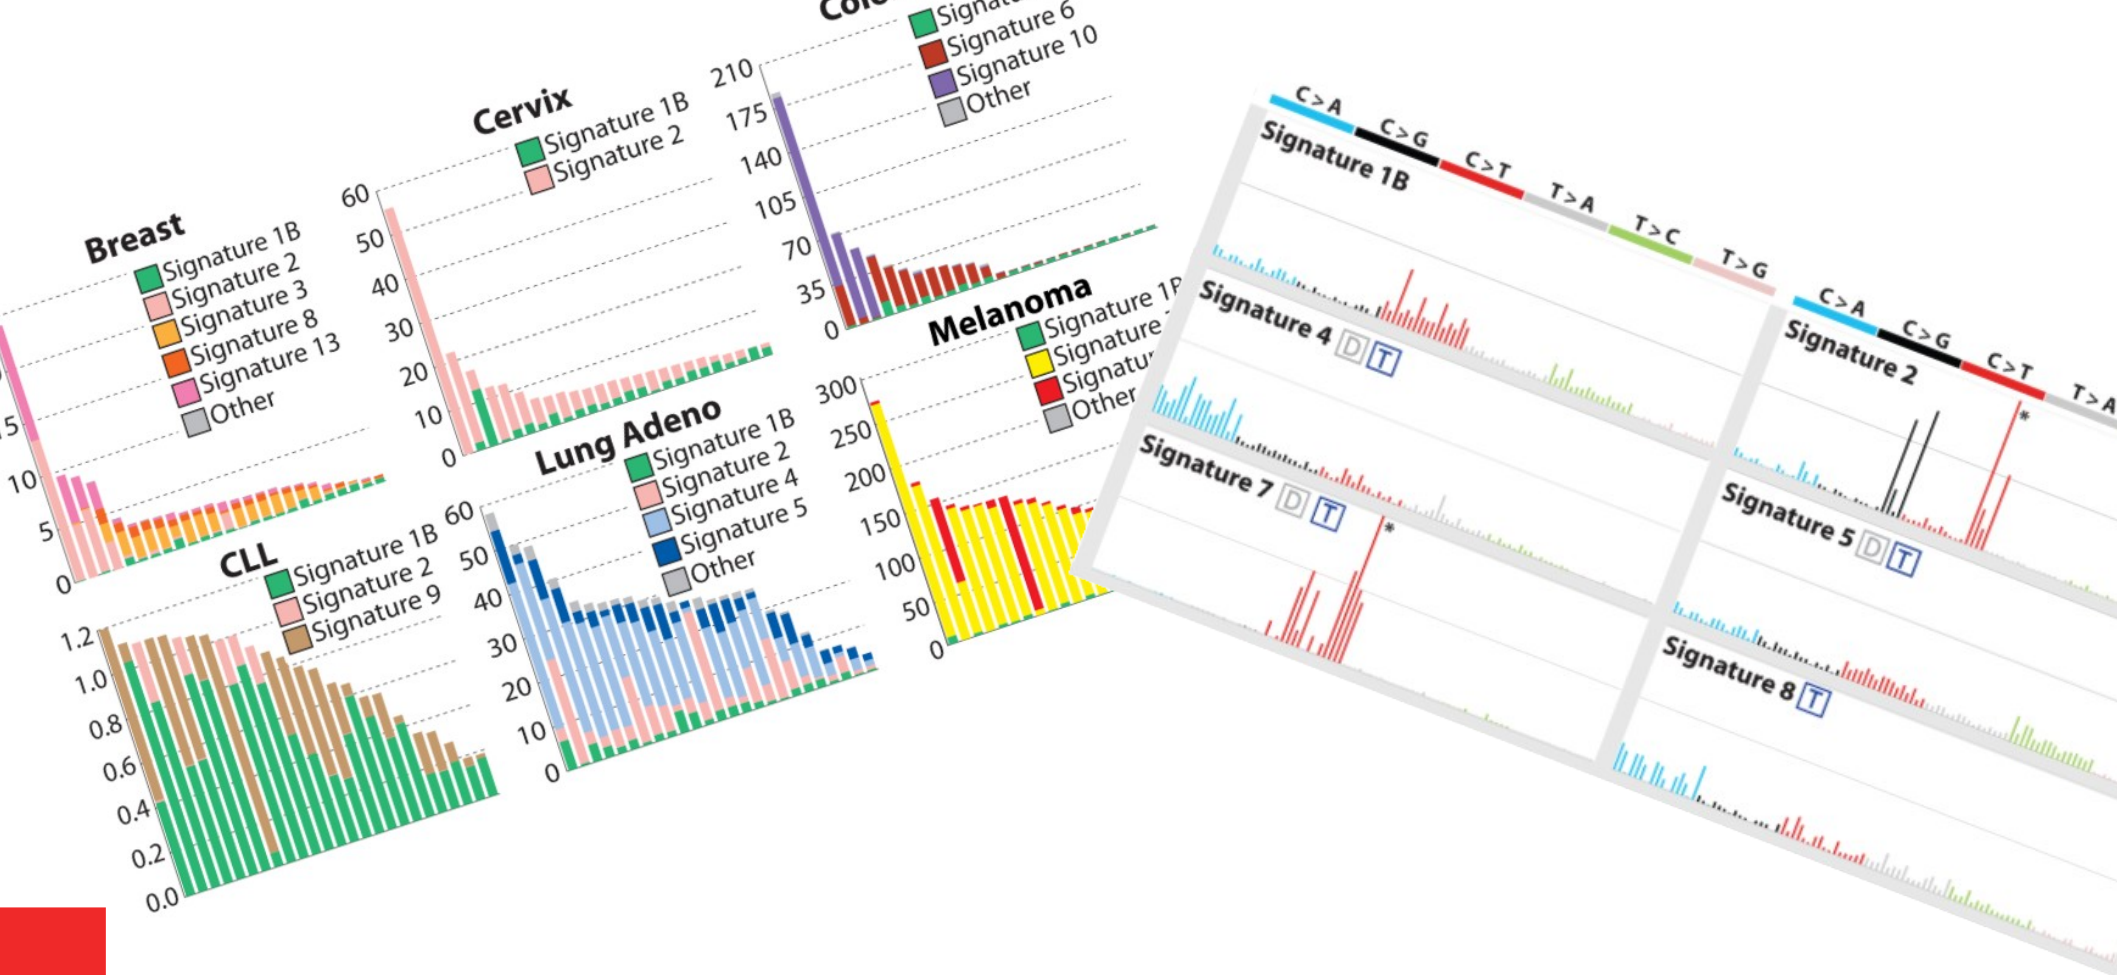 Breast
Signature 1B
Signature 2
Signature 3
Signature 8
Signature 13
Other
10
5
0
Cervix
Signature 1B
Signature 2
60
50
40
30
20
10
0
Signature 6
Signature 10
Other
210
175
140
105
70
35
0
CLL
Signature 1B
Signature 2
Signature 9
1.2
1.0
0.8
0.6
0.4
0.2
0.0
Lung Adeno
Signature 1B
Signature 2
Signature 4
Signature 5
Other
60
50
40
30
20
10
0
Melanoma
Signature 1B
Signature
Other
300
250
200
150
100
50
0
C>A C>G C>T T>A T>C T>G
Signature 1B
Signature 4 D T
Signature 7 D T
*
C>A C>G C>T T>A
Signature 2
*
Signature 5 D T
Signature 8 T